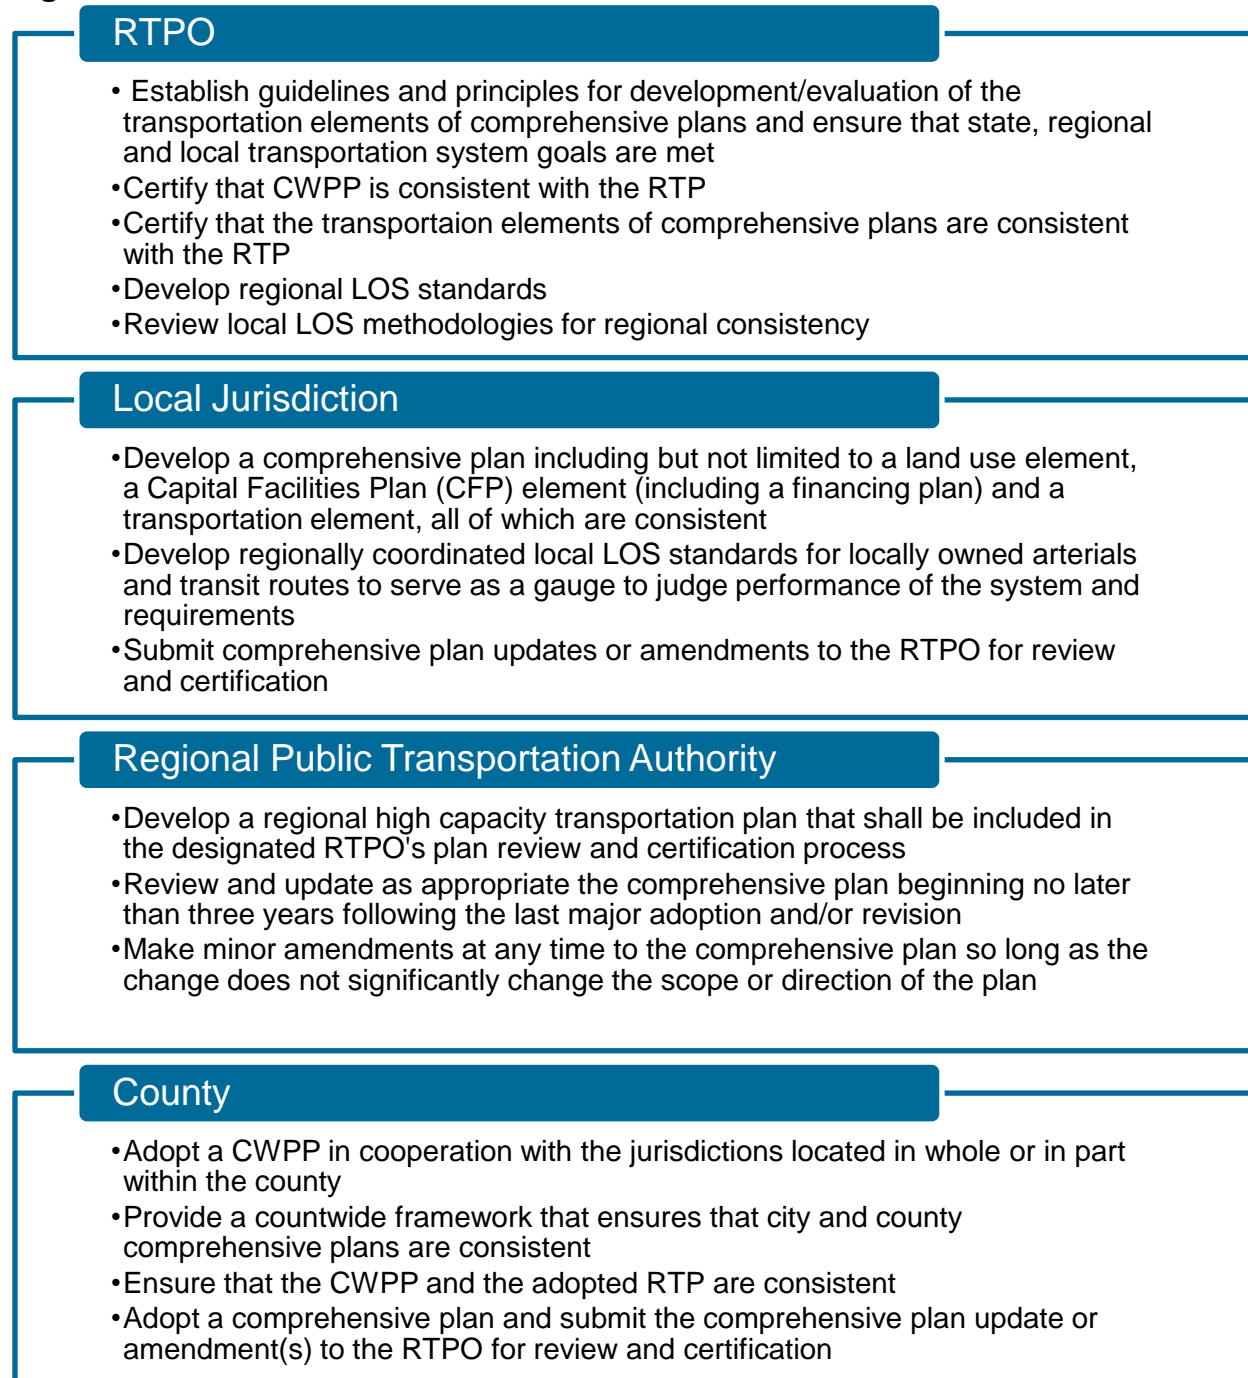 RTPO
• Establish guidelines and principles for development/evaluation of the
transportation elements of comprehensive plans and ensure that state, regional
and local transportation system goals are met
•Certify that CWPP is consistent with the RTP
•Certify that the transportaion elements of comprehensive plans are consistent
with the RTP
•Develop regional LOS standards
•Review local LOS methodologies for regional consistency
Local Jurisdiction
•Develop a comprehensive plan including but not limited to a land use element,
a Capital Facilities Plan (CFP) element (including a financing plan) and a
transportation element, all of which are consistent
•Develop regionally coordinated local LOS standards for locally owned arterials
and transit routes to serve as a gauge to judge performance of the system and
requirements
•Submit comprehensive plan updates or amendments to the RTPO for review
and certification
Regional Public Transportation Authority
•Develop a regional high capacity transportation plan that shall be included in
the designated RTPO's plan review and certification process
•Review and update as appropriate the comprehensive plan beginning no later
than three years following the last major adoption and/or revision
•Make minor amendments at any time to the comprehensive plan so long as the
change does not significantly change the scope or direction of the plan
County
•Adopt a CWPP in cooperation with the jurisdictions located in whole or in part
within the county
•Provide a countwide framework that ensures that city and county
comprehensive plans are consistent
•Ensure that the CWPP and the adopted RTP are consistent
•Adopt a comprehensive plan and submit the comprehensive plan update or
amendment(s) to the RTPO for review and certification